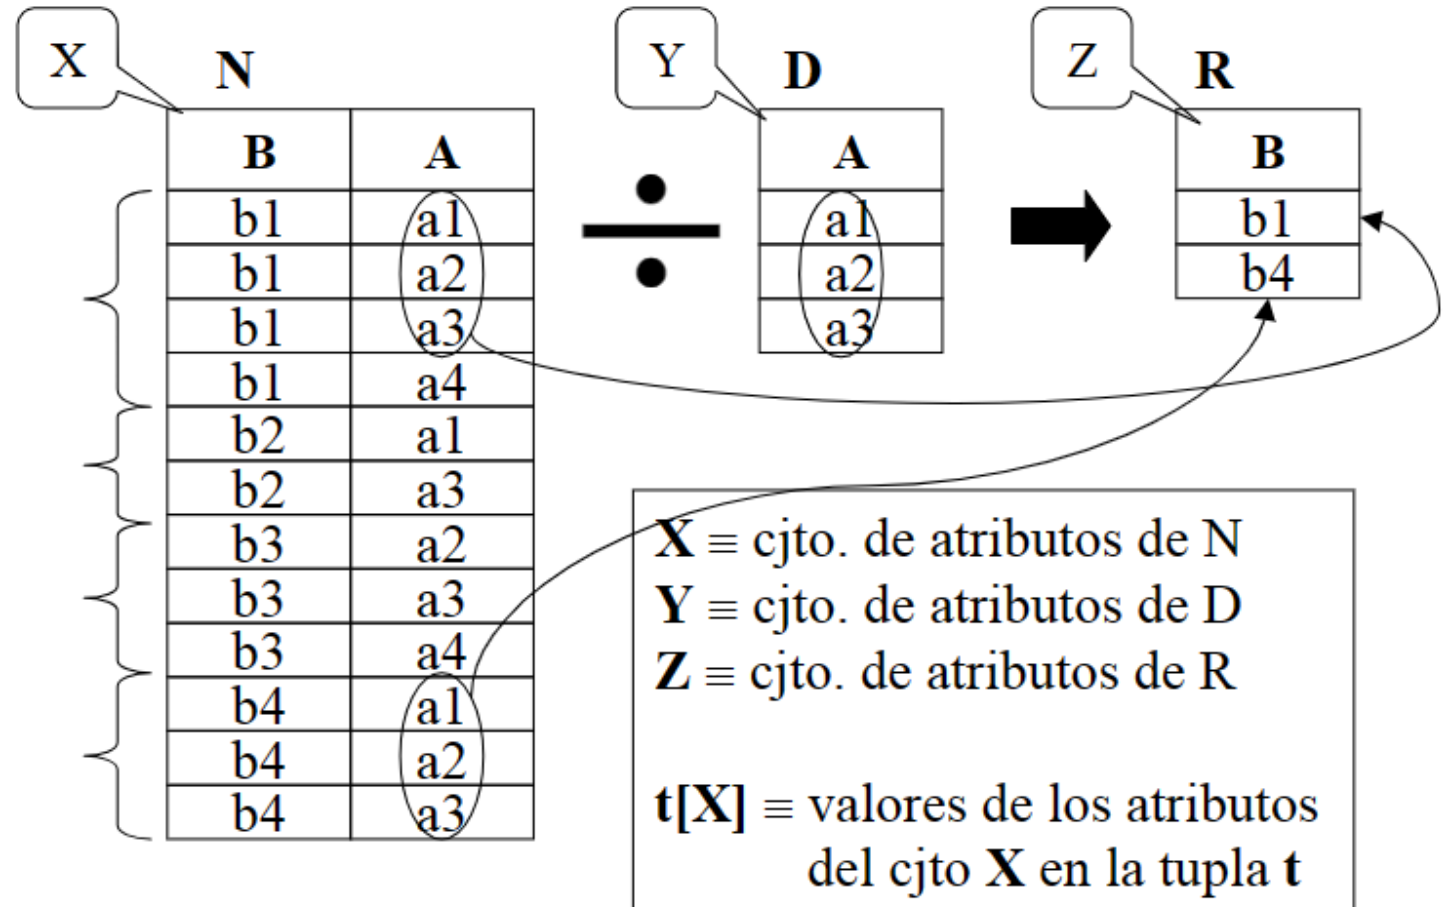 X N Y D Z R
B A A B
b1 a1 a1 b1
b1 a2 a2 b4
b1 a3 a3
b1 a4
b2 a1
b2 a3
b3 a2
b3 a3
b3 a4
b4 a1
b4 a2
b4 a3
X ≡ cjto. de atributos de N
Y ≡ cjto. de atributos de D
Z ≡ cjto. de atributos de R
t[X] ≡ valores de los atributos
del cjto X en la tupla t